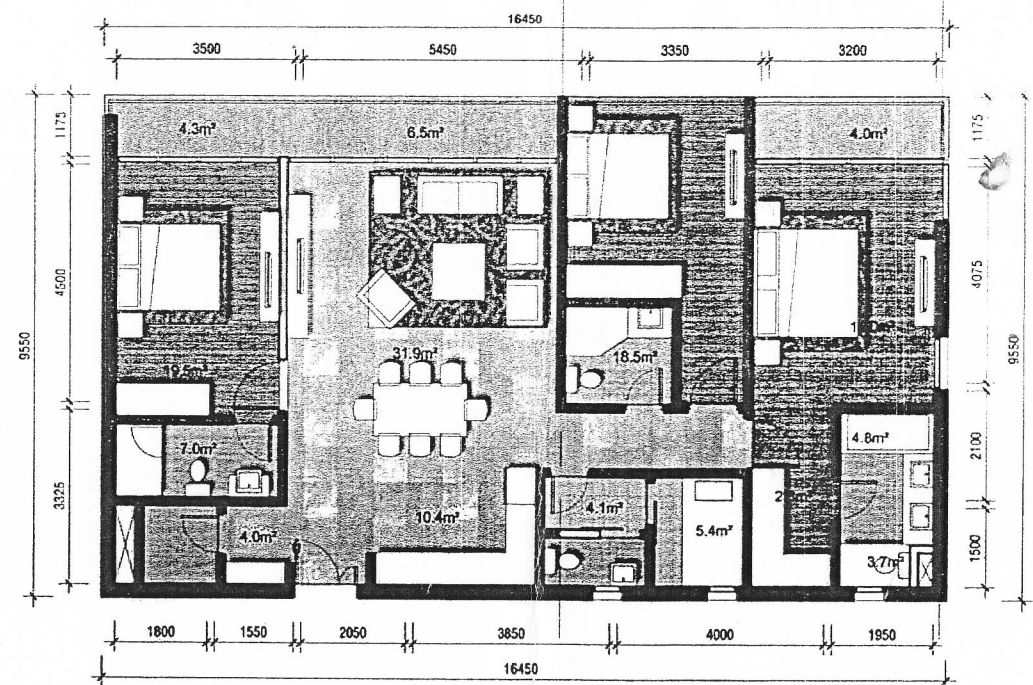 16450
3500 5450 3350 3200
1175 4.3m² 6.5m² 4.0m² 1175
4500 4075
9550 9550
31.9m² 18.5m²
19.5m²
7.0m² 4.8m² 2100
3325
4.0m² 10.4m² 4.1m² 5.4m²
3.7m² 1500
1800 1550 2050 3850 4000 1950
16450